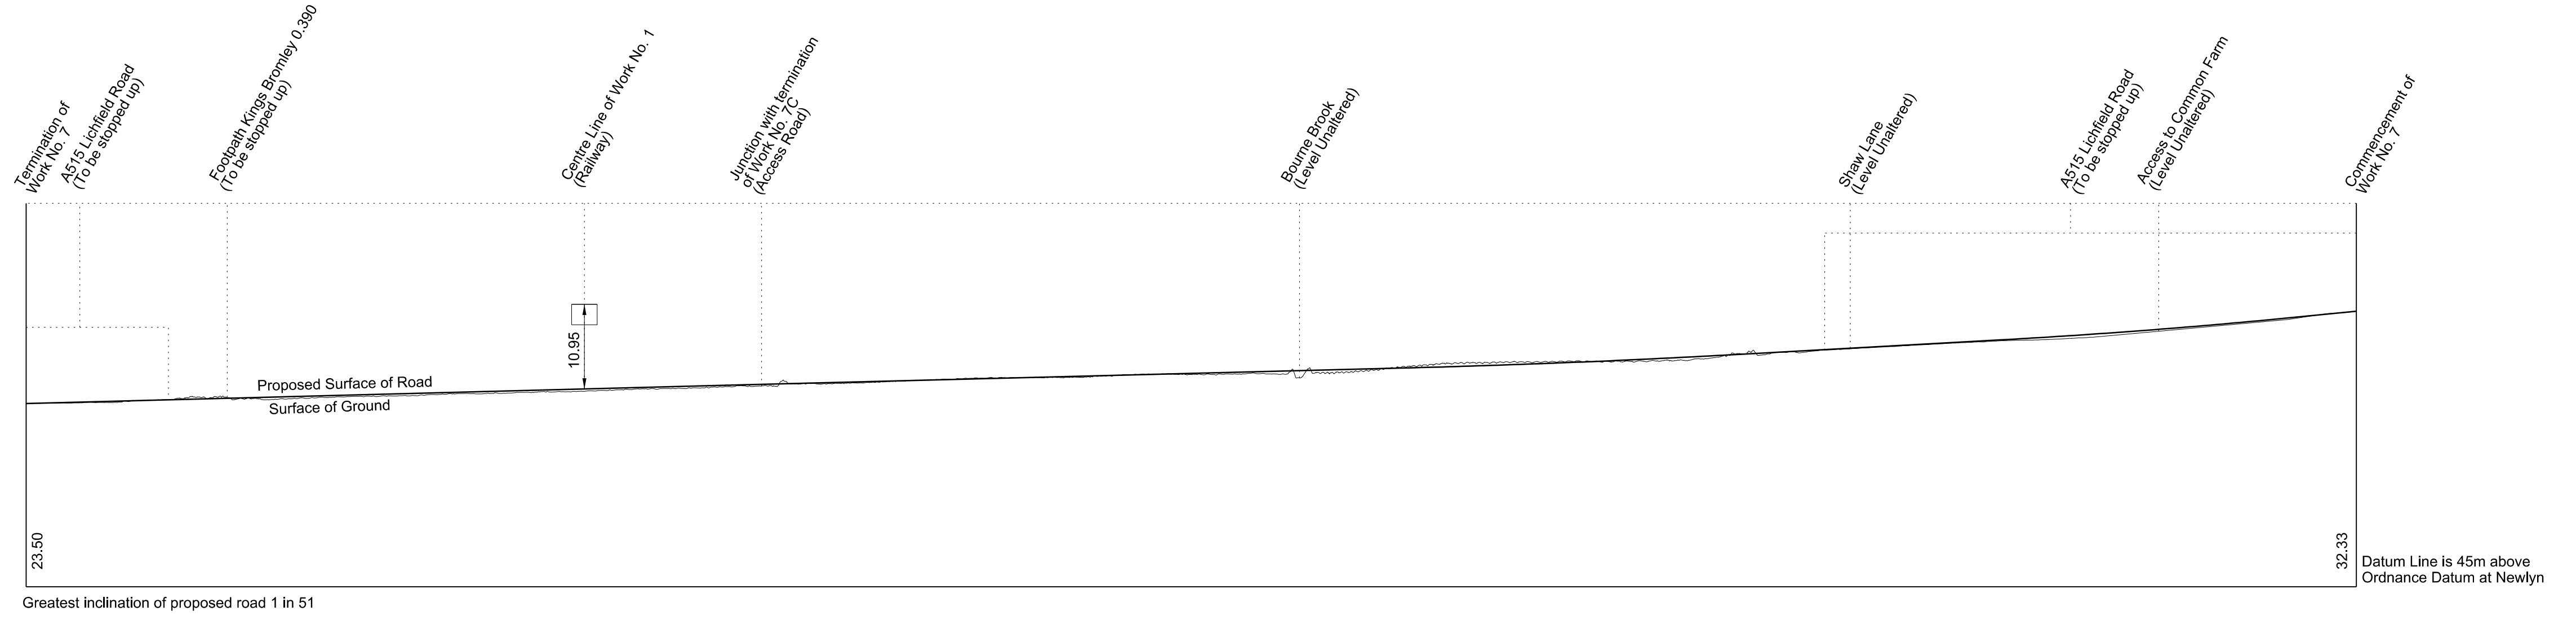 Termination of
Work No. 7
A515 Lichfield Road
(To be stopped up)
Footpath Kings Bromley 0.390
(To be stopped up)
Centre Line of Work No. 1
(Railway)
Junction with termination
of Work No. 7C
(Access Road)
Bourne Brook
(Level Unaltered)
Shaw Lane
(Level Unaltered)
A515 Lichfield Road
(To be stopped up)
Access to Common Farm
(Level Unaltered)
Commencement of
Work No. 7
10.95
Proposed Surface of Road
Surface of Ground
23.50
32.33
Datum Line is 45m above
Ordnance Datum at Newlyn
Greatest inclination of proposed road 1 in 51